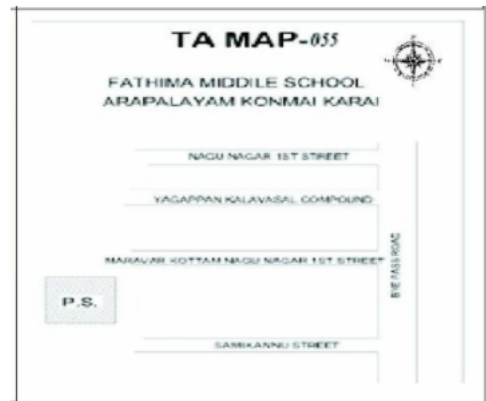 TA MAP-055
FATHIMA MIDDILE SCHOOL
ARAPALAYAM KONMAI KARAI
NAGU NAGAR 1ST STREET
YAGAPPAN KALAVASAL COMPOUND
MARAVAR KOTTAM NAGU NAGAR 1ST STREET
BYE PASS ROAD
P.S.
SAMIKANNU STREET